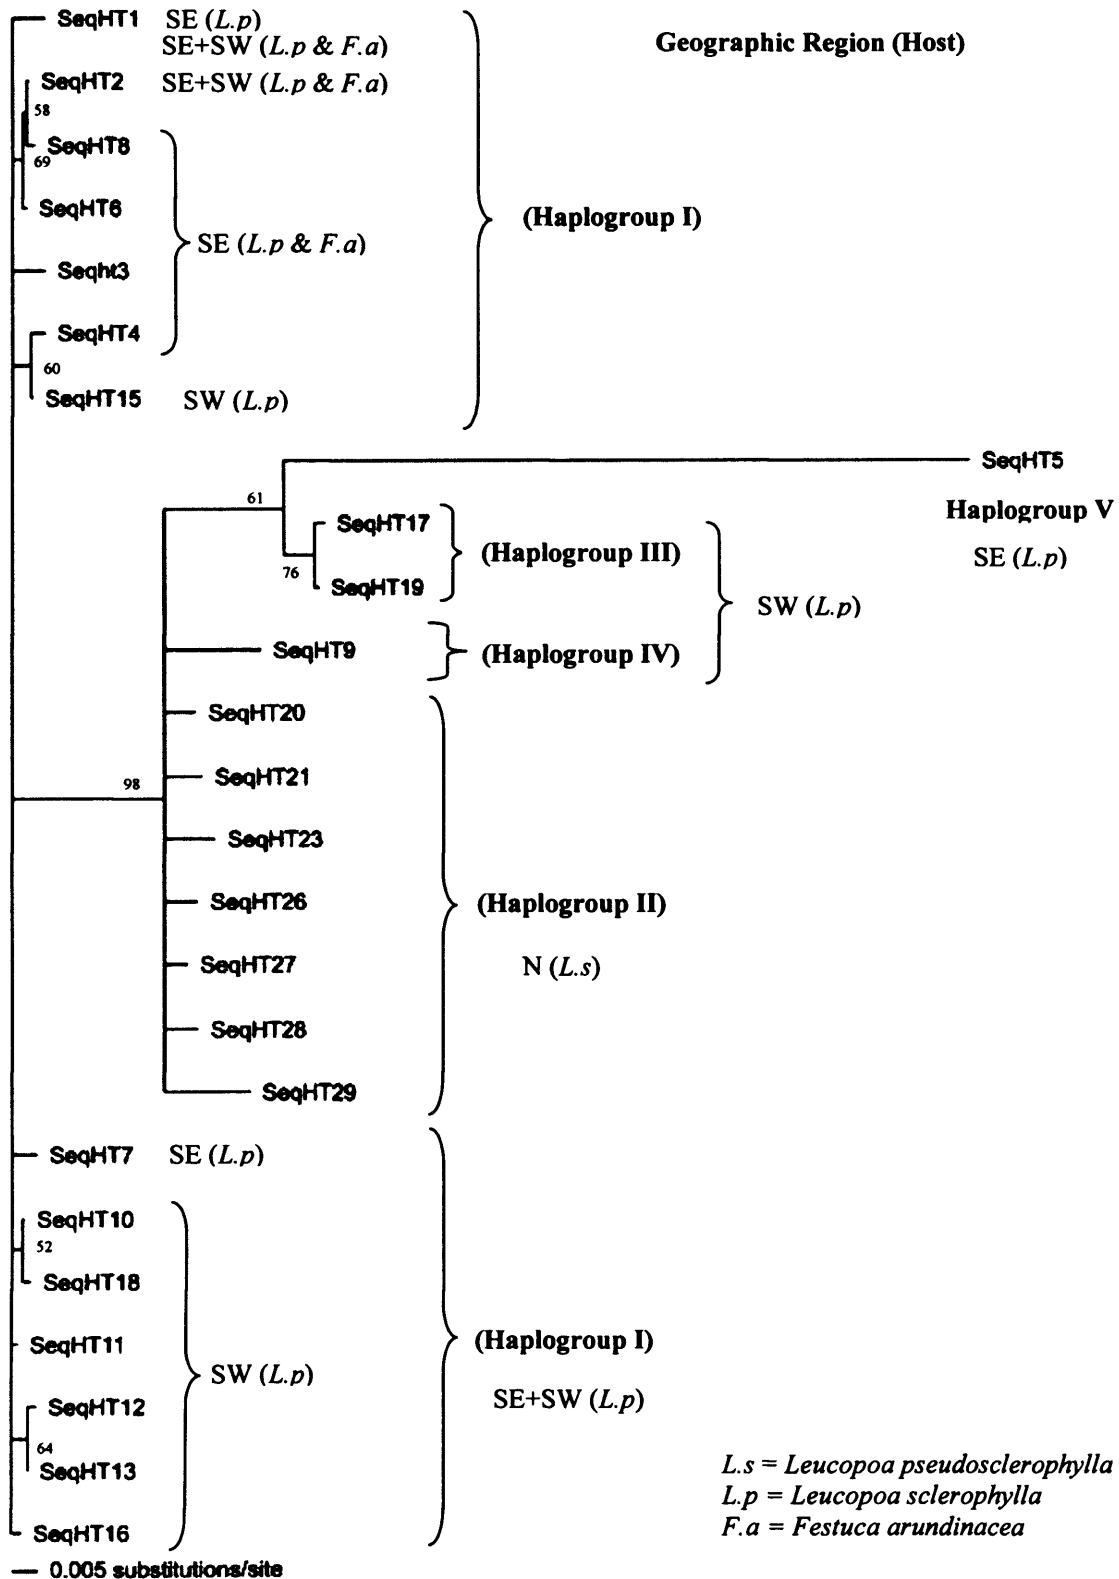 SeqHT1 SE (L.p)
SE+SW (L.p & F.a)
Geographic Region (Host)
SeqHT2 SE+SW (L.p & F.a)
58
SeqHT8
69
SeqHT6
(Haplogroup I)
SE (L.p & F.a)
Seqht3
SeqHT4
60
SeqHT15 SW (L.p)
SeqHT5
61
Haplogroup V
SeqHT17
(Haplogroup III)
SE (L.p)
76
SeqHT19
SW (L.p)
SeqHT9
(Haplogroup IV)
SeqHT20
SeqHT21
98
SeqHT23
SeqHT26
(Haplogroup II)
SeqHT27
N (L.s)
SeqHT28
SeqHT29
SeqHT7 SE (L.p)
SeqHT10
52
SeqHT18
SeqHT11
(Haplogroup I)
SW (L.p)
SE+SW (L.p)
SeqHT12
64
SeqHT13
L.s = Leucopoa pseudosclerophylla
L.p = Leucopoa sclerophylla
F.a = Festuca arundinacea
SeqHT16
0.005 substitutions/site